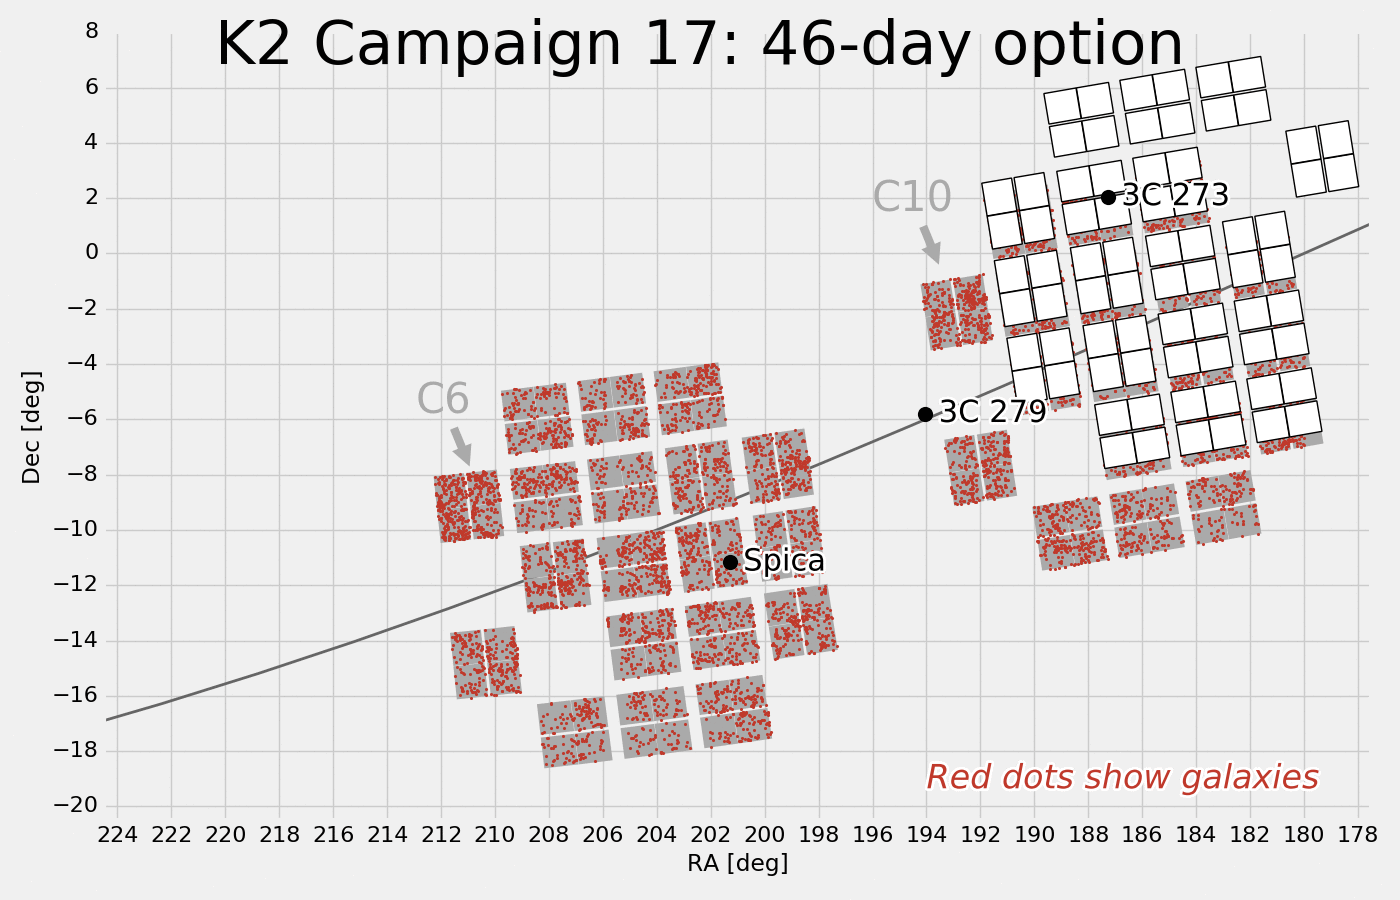 K2 Campaign 17: 46-day option
8
6
4
2
0
−2
−4
−6
−8
−10
−12
−14
−16
−18
−20
Dec [deg]
C10
3C 273
C6
3C 279
Spica
Red dots show galaxies
224 222 220 218 216 214 212 210 208 206 204 202 200 198 196 194 192 190 188 186 184 182 180 178
RA [deg]